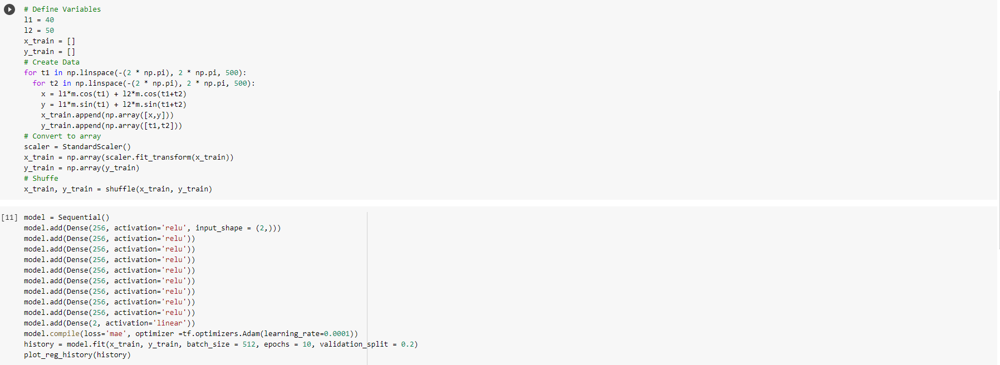 # Define Variables
l1 = 40
l2 = 50
x_train = []
y_train = []
# Create Data
for t1 in np.linspace(-(2 * np.pi), 2 * np.pi, 500):
  for t2 in np.linspace(-(2 * np.pi), 2 * np.pi, 500):
    x = l1*m.cos(t1) + l2*m.cos(t1+t2)
    y = l1*m.sin(t1) + l2*m.sin(t1+t2)
    x_train.append(np.array([x,y]))
    y_train.append(np.array([t1,t2]))
# Convert to array
scaler = StandardScaler()
x_train = np.array(scaler.fit_transform(x_train))
y_train = np.array(y_train)
# Shuffe
x_train, y_train = shuffle(x_train, y_train)
[11] model = Sequential()
model.add(Dense(256, activation='relu', input_shape = (2,)))
model.add(Dense(256, activation='relu'))
model.add(Dense(256, activation='relu'))
model.add(Dense(256, activation='relu'))
model.add(Dense(256, activation='relu'))
model.add(Dense(256, activation='relu'))
model.add(Dense(256, activation='relu'))
model.add(Dense(256, activation='relu'))
model.add(Dense(256, activation='relu'))
model.add(Dense(2, activation='linear'))
model.compile(loss='mae', optimizer =tf.optimizers.Adam(learning_rate=0.0001))
history = model.fit(x_train, y_train, batch_size = 512, epochs = 10, validation_split = 0.2)
plot_reg_history(history)